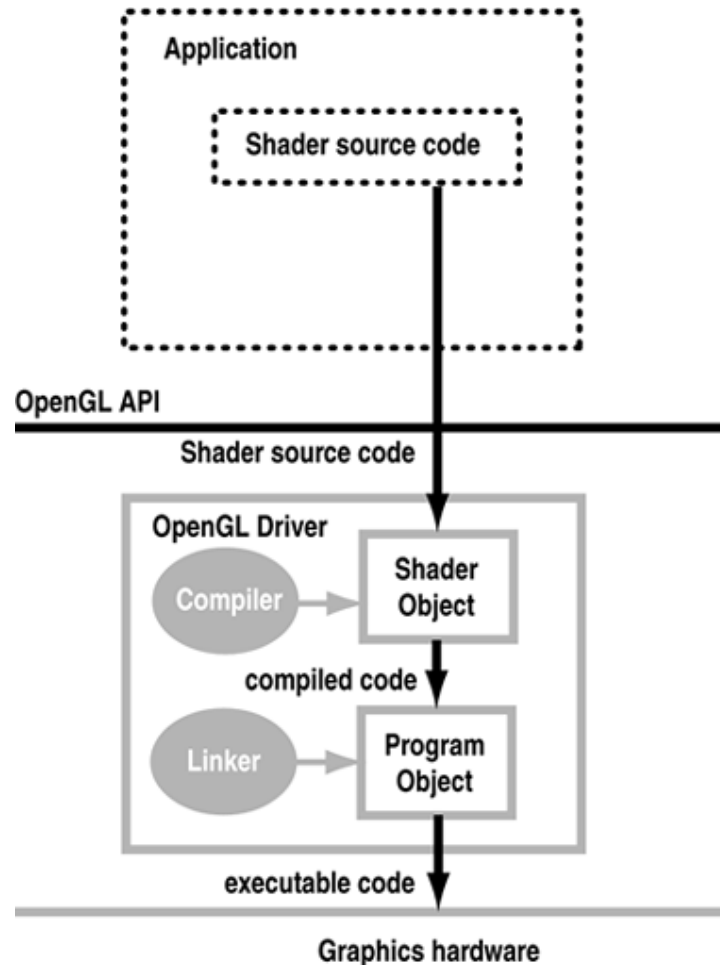 Application
Shader source code
OpenGL API
Shader source code
OpenGL Driver
Compiler
Shader
Object
compiled code
Linker
Program
Object
executable code
Graphics hardware